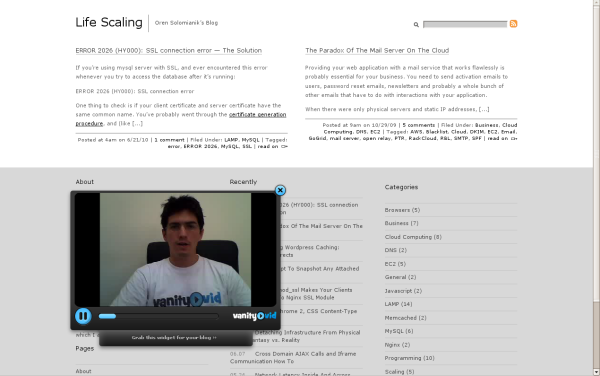 Life Scaling
Oren Solomianik's Blog
ERROR 2026 (HY000): SSL connection error — The Solution
If you're using mysql server with SSL, and ever encountered this error
whenever you try to access the database after it's running:
ERROR 2026 (HY000): SSL connection error
One thing to check is if your client certificate and server certificate have the
same common name. You've probably went through the certificate generation
procedure, and (like [...]
Posted at 4am on 6/21/10 | 1 comment | Filed Under: LAMP, MySQL | Tagged:
error, ERROR 2026, MySQL, SSL | read on
The Paradox Of The Mail Server On The Cloud
Providing your web application with a mail service that works flawlessly is
probably essential for your business. You need to send activation emails to
users, password reset emails, newsletters and probably a whole bunch of
other emails that have to do with interactions with your application.
When there were only physical servers and static IP addresses, [...]
Posted at 9am on 10/29/09 | 5 comments | Filed Under: Business, Cloud
Computing, DNS, EC2 | Tagged: AWS, Blacklist, Cloud, DKIM, EC2, Email,
GoGrid, mail server, open relay, PTR, RackCloud, RBL, SMTP, SPF | read on
About
vanity vid
vanity vid
Grab this widget for your blog
which I
Pages
About
Recently
2026 (HY000): SSL connection
Of The Mail Server On The
Wordpress Caching:
To Snapshot Any Attached
ssl Makes Your Clients
Nginx SSL Module
2, CSS Content-Type
Detaching Infrastructure From Physical
vs. Reality
06.07 Cross Domain AJAX Calls and Iframe
Communication How To
Network Latency Inside And Across
Categories
Browsers (5)
Business (7)
Cloud Computing (6)
DNS (2)
EC2 (5)
General (2)
Javascript (2)
LAMP (14)
Memcached (2)
MySQL (6)
Nginx (2)
Programming (10)
Scaling (5)